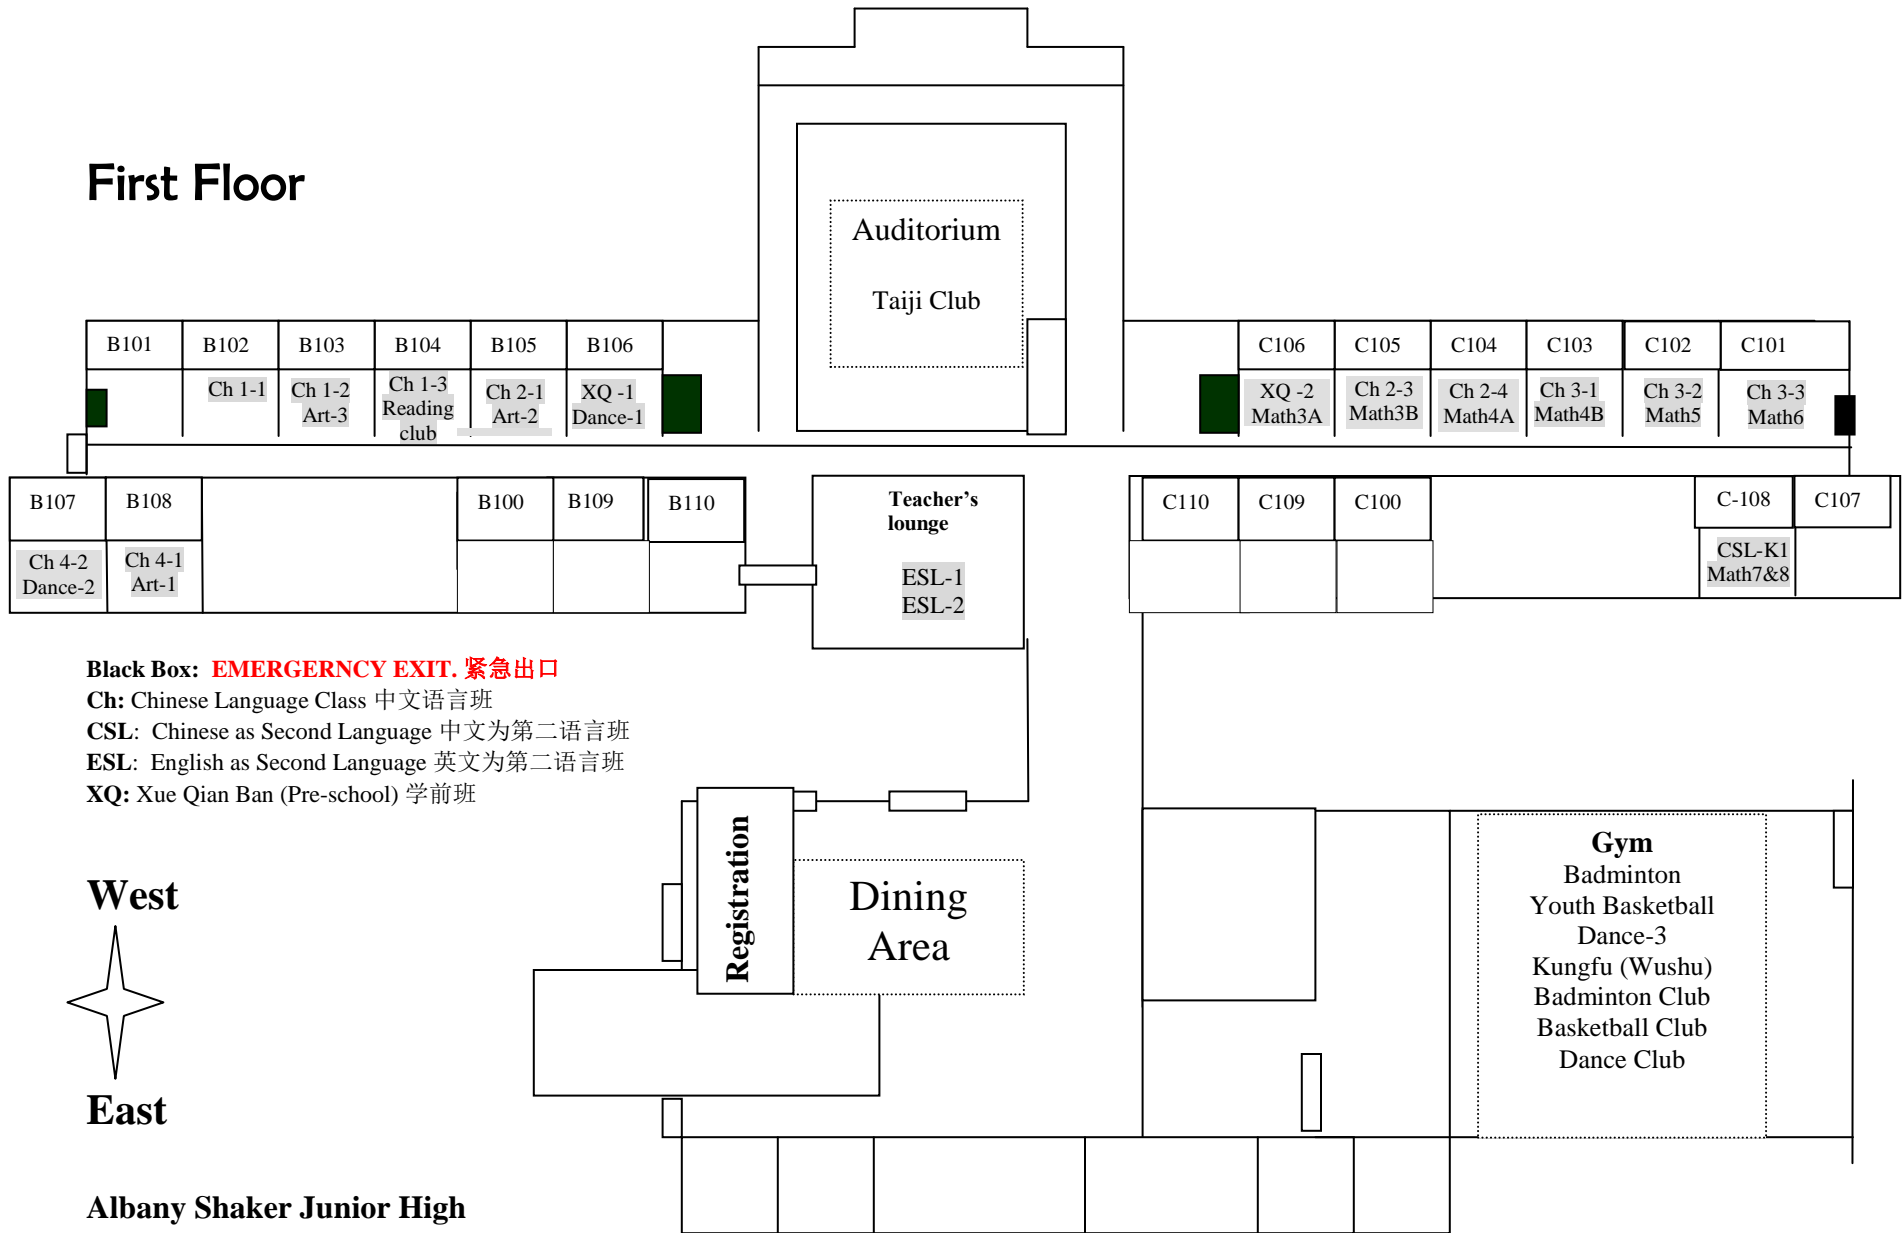 First Floor
Auditorium
Taiji Club
B101 B102 B103 B104 B105 B106
Ch 1-1
Ch 1-2
Art-3
Ch 1-3
Reading
club
Ch 2-1
Art-2
XQ -1
Dance-1
C106 C105 C104 C103 C102 C101
XQ -2
Math3A
Ch 2-3
Math3B
Ch 2-4
Math4A
Ch 3-1
Math4B
Ch 3-2
Math5
Ch 3-3
Math6
B107 B108 B100 B109 B110
Ch 4-2
Dance-2
Ch 4-1
Art-1
Teacher’s
lounge
ESL-1
ESL-2
C110 C109 C100 C-108 C107
CSL-K1
Math7&8
Black Box: EMERGERNCY EXIT. 紧急出口
Ch: Chinese Language Class 中文语言班
CSL: Chinese as Second Language 中文为第二语言班
ESL: English as Second Language 英文为第二语言班
XQ: Xue Qian Ban (Pre-school) 学前班
Registration
Dining
Area
Gym
Badminton
Youth Basketball
Dance-3
Kungfu (Wushu)
Badminton Club
Basketball Club
Dance Club
West
East
Albany Shaker Junior High